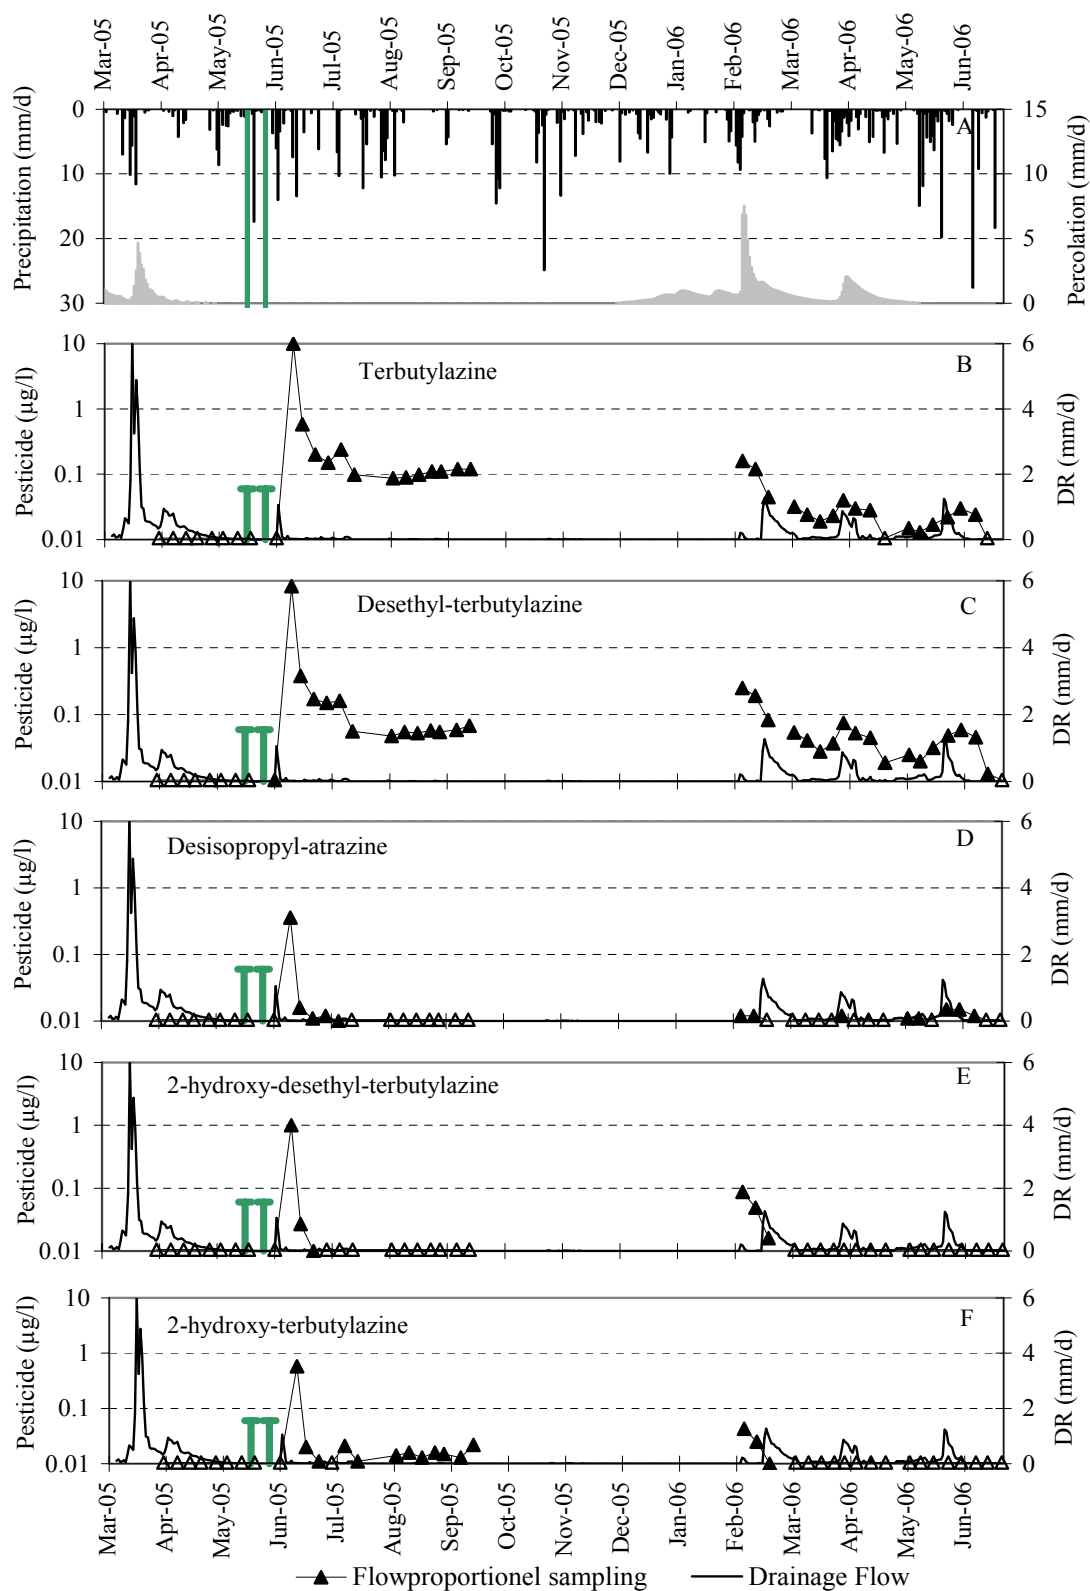 Mar-05 Apr-05 May-05 Jun-05 Jul-05 Aug-05 Sep-05 Oct-05 Nov-05 Dec-05 Jan-06 Feb-06 Mar-06 Apr-06 May-06 Jun-06
Precipitation (mm/d)
0
10
20
30
A
15
10
5
0
Percolation (mm/d)
Pesticide (µg/l)
10
1
0.1
0.01
Terbutylazine
B
6
4
2
0
DR (mm/d)
Pesticide (µg/l)
10
1
0.1
0.01
Desethyl-terbutylazine
C
6
4
2
0
DR (mm/d)
Pesticide (µg/l)
10
1
0.1
0.01
Desisopropyl-atrazine
D
6
4
2
0
DR (mm/d)
Pesticide (µg/l)
10
1
0.1
0.01
2-hydroxy-desethyl-terbutylazine
E
6
4
2
0
DR (mm/d)
Pesticide (µg/l)
10
1
0.1
0.01
2-hydroxy-terbutylazine
F
6
4
2
0
DR (mm/d)
Mar-05 Apr-05 May-05 Jun-05 Jul-05 Aug-05 Sep-05 Oct-05 Nov-05 Dec-05 Jan-06 Feb-06 Mar-06 Apr-06 May-06 Jun-06
Flowproportionel sampling Drainage Flow